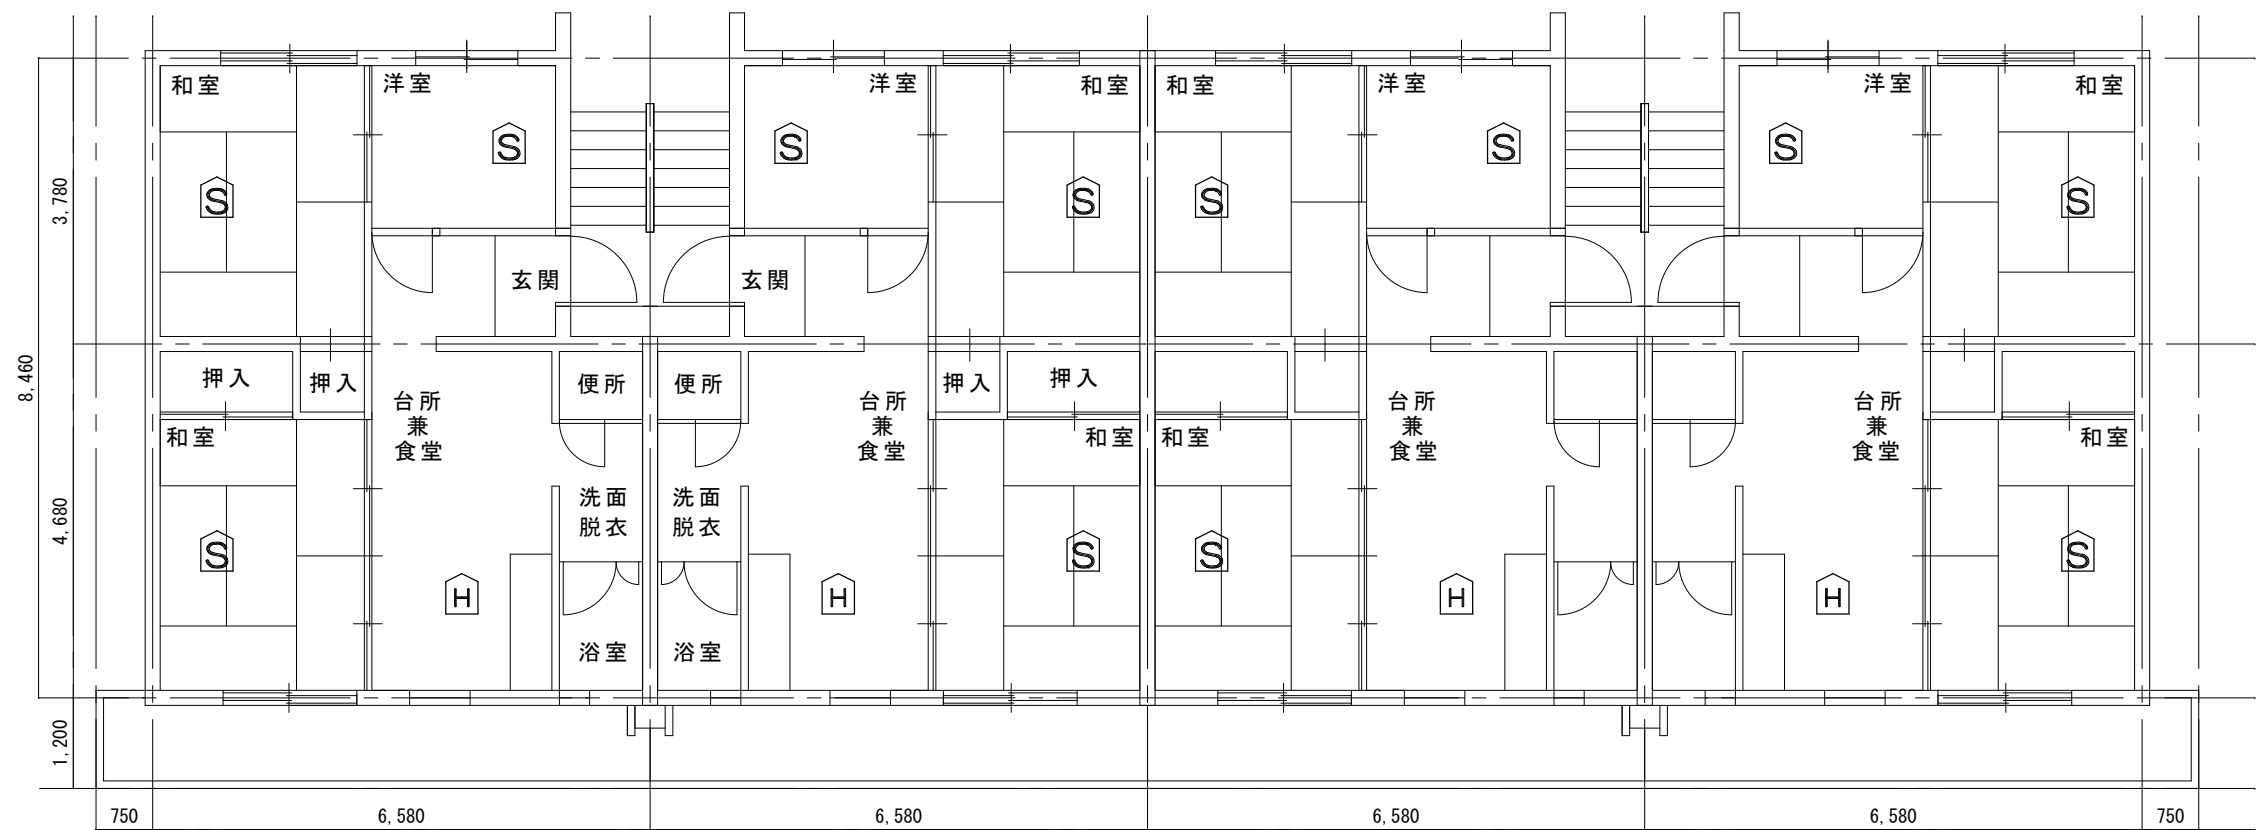 和室
洋室
洋室
和室
和室
洋室
洋室
和室
S
S
S
S
S
S
S
S
3,780
玄関
玄関
8,460
押入
押入
便所
便所
押入
押入
台所
兼
食堂
台所
兼
食堂
台所
兼
食堂
台所
兼
食堂
和室
和室
和室
和室
4,680
洗面
脱衣
洗面
脱衣
S
S
S
S
H
H
H
H
浴室
浴室
1,200
750
6,580
6,580
6,580
6,580
750